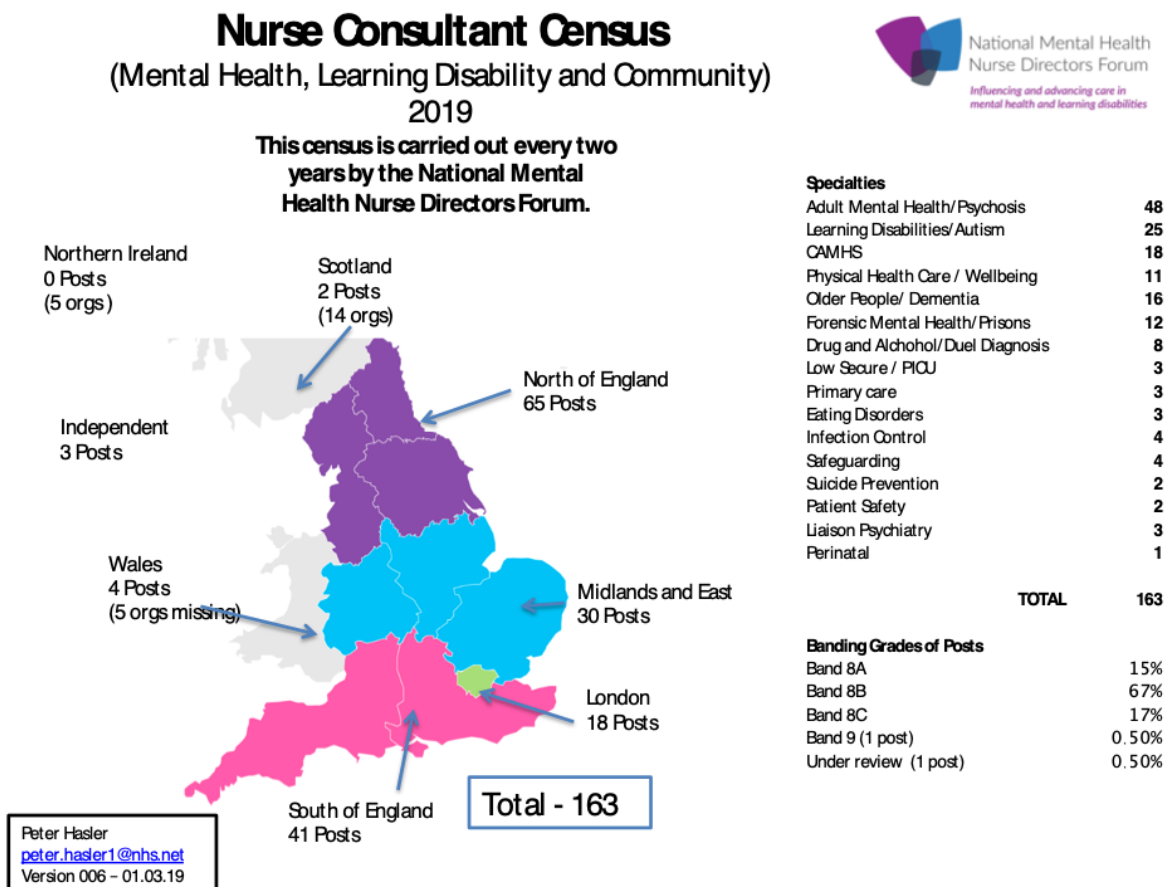 Nurse Consultant Census
(Mental Health, Learning Disability and Community)
2019
This census is carried out every two
years by the National Mental
Health Nurse Directors Forum.
National Mental Health
Nurse Directors Forum
Influencing and advancing care in
mental health and learning disabilities
Northern Ireland
0 Posts
(5 orgs)
Scotland
2 Posts
(14 orgs)
North of England
65 Posts
Independent
3 Posts
Wales
4 Posts
(5 orgs missing)
Midlands and East
30 Posts
London
18 Posts
South of England
41 Posts
Total - 163
Peter Hasler
peter.hasler1@nhs.net
Version 006 – 01.03.19
Specialties
Adult Mental Health/Psychosis 48
Learning Disabilities/Autism 25
CAMHS 18
Physical Health Care / Wellbeing 11
Older People/ Dementia 16
Forensic Mental Health/Prisons 12
Drug and Aldhohol/Duel Diagnosis 8
Low Secure / PICU 3
Primary care 3
Eating Disorders 3
Infection Control 4
Safeguarding 4
Suicide Prevention 2
Patient Safety 2
Liaison Psychiatry 3
Perinatal 1
TOTAL 163
Banding Grades of Posts
Band 8A 15%
Band 8B 67%
Band 8C 17%
Band 9 (1 post) 0.50%
Under review (1 post) 0.50%